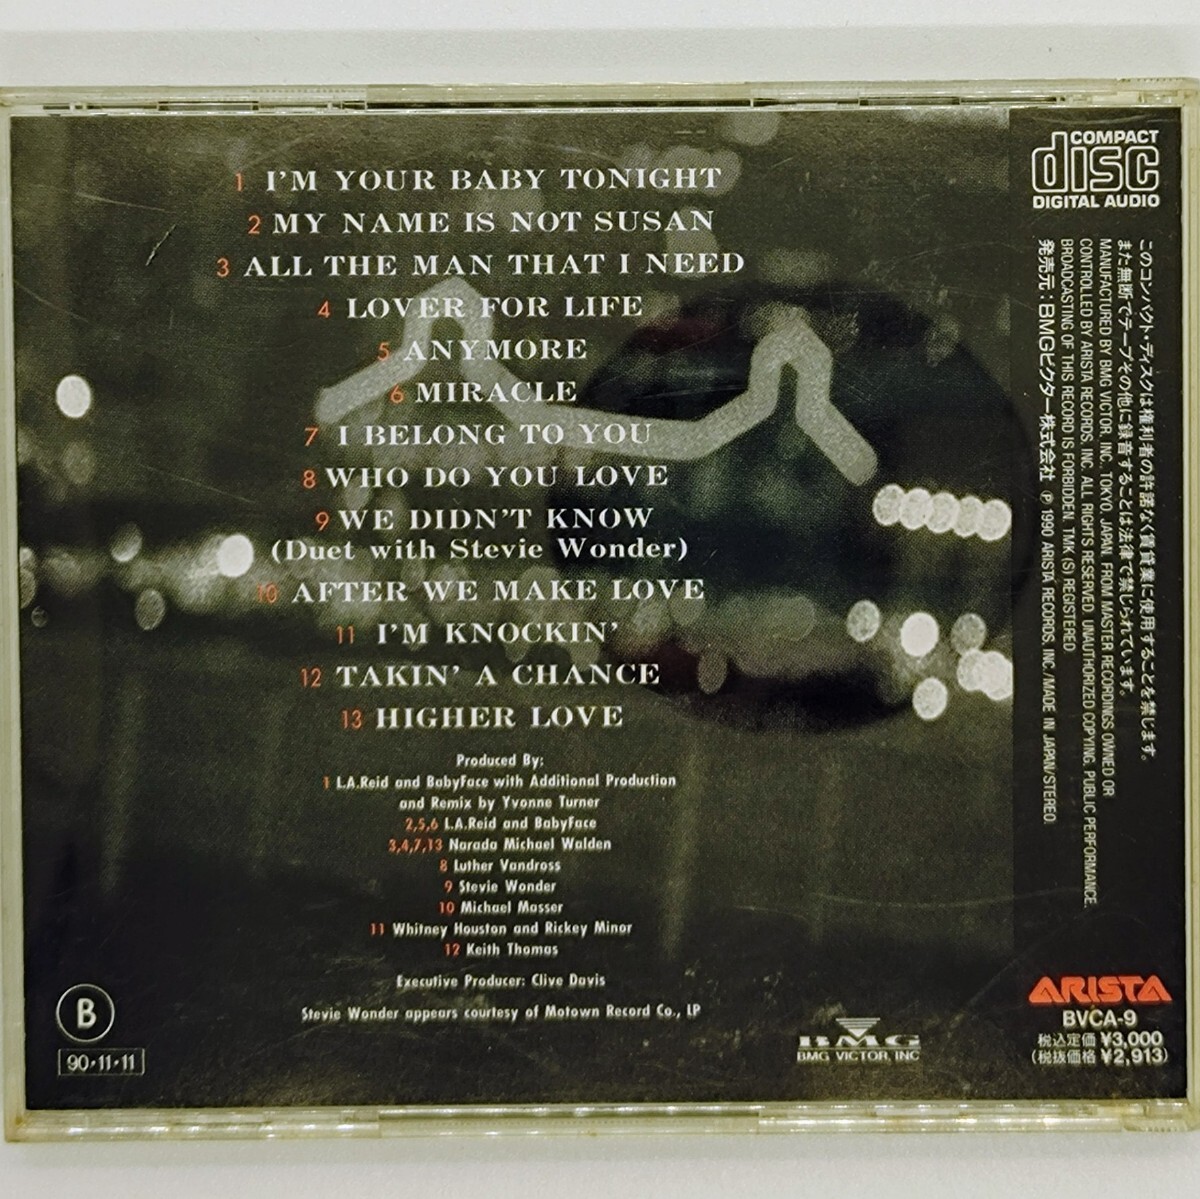 1 I'M YOUR BABY TONIGHT
2 MY NAME IS NOT SUSAN
3 ALL THE MAN THAT I NEED
4 LOVER FOR LIFE
5 ANYMORE
6 MIRACLE
7 I BELONG TO YOU
8 WHO DO YOU LOVE
9 WE DIDN'T KNOW
(Duet with Stevie Wonder)
10 AFTER WE MAKE LOVE
11 I'M KNOCKIN'
12 TAKIN' A CHANCE
13 HIGHER LOVE
Produced By:
1 L.A.Reid and BabyFace with Additional Production
and Remix by Yvonne Turner
2,5,6 L.A.Reid and BabyFace
3,4,7,13 Narada Michael Walden
8 Luther Vandross
9 Stevie Wonder
10 Michael Masser
11 Whitney Houston and Rickey Minor
12 Keith Thomas
Executive Producer: Clive Davis
Stevie Wonder appears courtesy of Motown Record Co., LP
B
90・11・11
BMG
BMG VICTOR, INC
COMPACT
disc
DIGITAL AUDIO
このコンパクト・ディスクは権利者の許諾なく賃貸業に使用することを禁じます。
また無断でテープその他に録音することは法律で禁じられています。
MANUFACTURED BY BMG VICTOR, INC., TOKYO, JAPAN, FROM MASTER RECORDINGS OWNED OR
CONTROLLED BY ARISTA RECORDS, INC. ALL RIGHTS RESERVED. UNAUTHORIZED COPYING, PUBLIC PERFORMANCE,
BROADCASTING OF THIS RECORD IS FORBIDDEN. TMK (S) REGISTERED
発売元：BMGビクター株式会社 ℗ 1990 ARISTA RECORDS, INC./MADE IN JAPAN/STEREO.
ARISTA
BVCA-9
税込定価 ¥3,000
(税抜価格 ¥2,913)